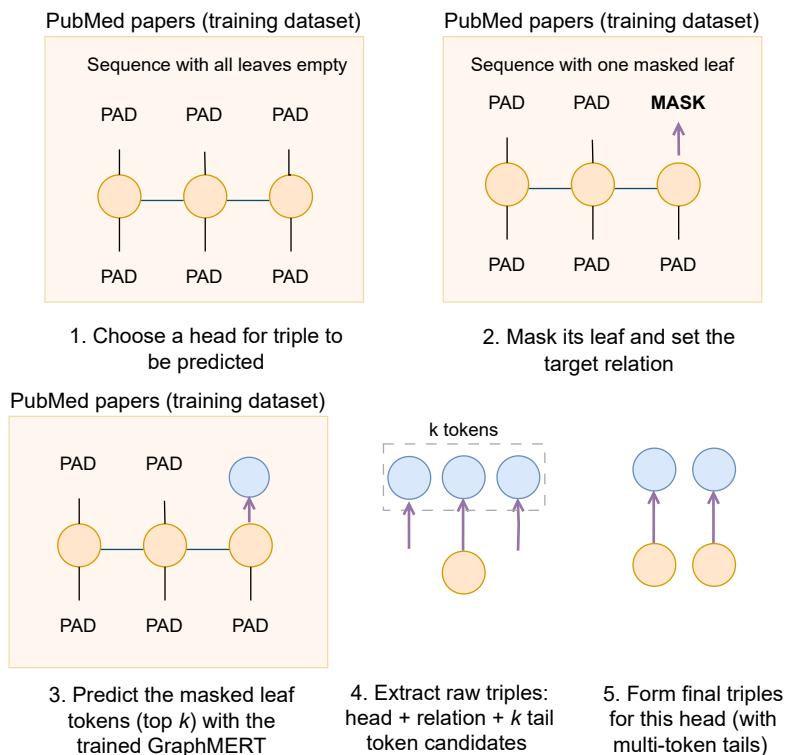 PubMed papers (training dataset)
Sequence with all leaves empty
PAD PAD PAD
PAD PAD PAD
1. Choose a head for triple to
be predicted
PubMed papers (training dataset)
Sequence with one masked leaf
PAD PAD MASK
PAD PAD PAD
2. Mask its leaf and set the
target relation
PubMed papers (training dataset)
PAD PAD
PAD PAD PAD
3. Predict the masked leaf
tokens (top k) with the
trained GraphMERT
k tokens
4. Extract raw triples:
head + relation + k tail
token candidates
5. Form final triples
for this head (with
multi-token tails)